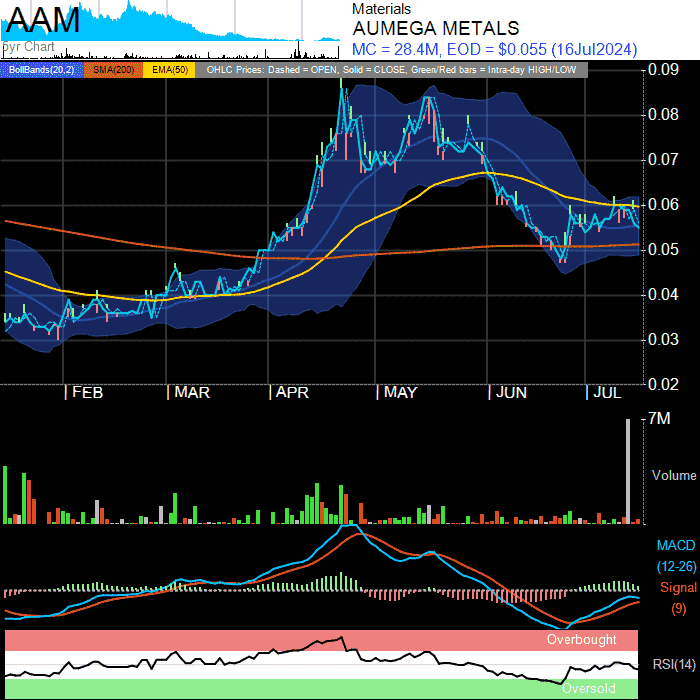 AAM
Materials
AUMEGA METALS
5yr Chart
MC = 28.4M, EOD = $0.055 (16Jul2024)
BollBands(20,2) SMA(200) EMA(50) OHLC Prices: Dashed = OPEN, Solid = CLOSE, Green/Red bars = Intra-day HIGH/LOW
0.09
0.08
0.07
0.06
0.05
0.04
0.03
0.02
FEB MAR APR MAY JUN JUL
7M
Volume
MACD
(12-26)
Signal
(9)
Overbought
RSI(14)
Oversold